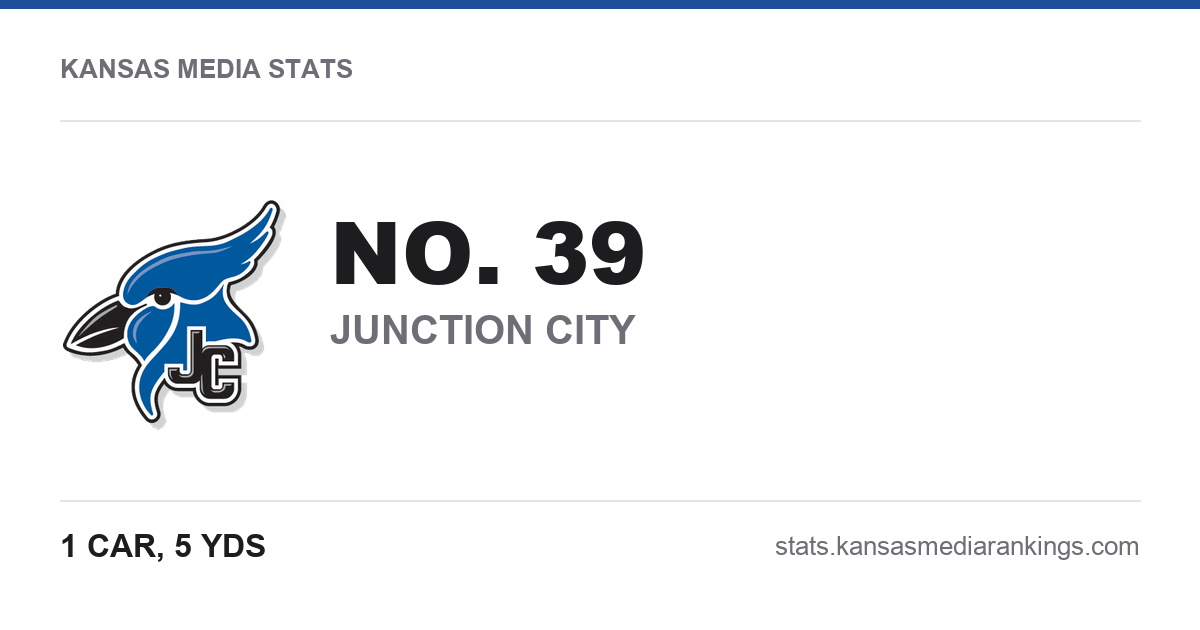 KANSAS MEDIA STATS
NO. 39
JUNCTION CITY
JC
1 CAR, 5 YDS
stats.kansasmediarankings.com